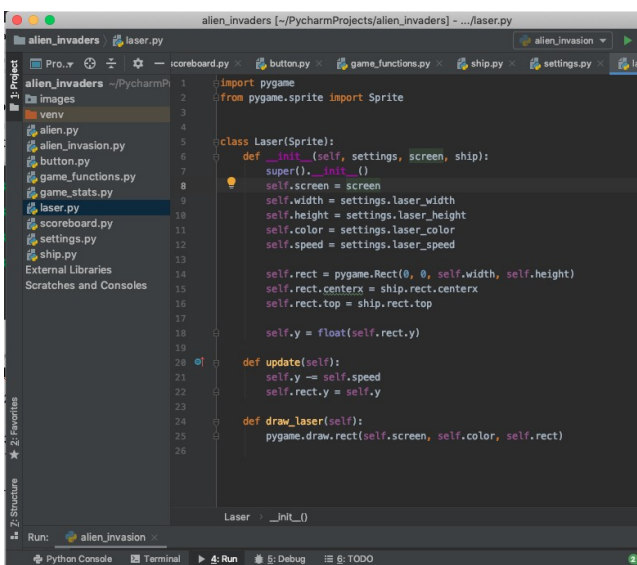 alien_invaders [~/PycharmProjects/alien_invaders] - .../laser.py
alien_invaders laser.py alien_invasion
1: Project Pro.. scoreboard.py button.py game_functions.py ship.py settings.py
alien_invaders ~/PycharmPr
images
venv
alien.py
alien_invasion.py
button.py
game_functions.py
game_stats.py
laser.py
scoreboard.py
settings.py
ship.py
External Libraries
Scratches and Consoles
1 import pygame
2 from pygame.sprite import Sprite
3
4
5 class Laser(Sprite):
6 def __init__(self, settings, screen, ship):
7 super().__init__()
8 self.screen = screen
9 self.width = settings.laser_width
10 self.height = settings.laser_height
11 self.color = settings.laser_color
12 self.speed = settings.laser_speed
13
14 self.rect = pygame.Rect(0, 0, self.width, self.height)
15 self.rect.centerx = ship.rect.centerx
16 self.rect.top = ship.rect.top
17
18 self.y = float(self.rect.y)
19
20 def update(self):
21 self.y -= self.speed
22 self.rect.y = self.y
23
24 def draw_laser(self):
25 pygame.draw.rect(self.screen, self.color, self.rect)
26
2: Favorites
Z: Structure
Laser __init__()
Run: alien_invasion
Python Console Terminal 4: Run 5: Debug 6: TODO 2